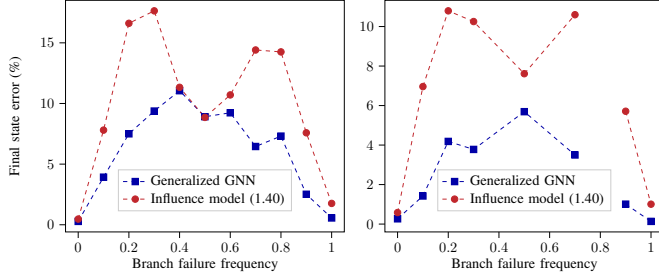 15
10
5
0
Final state error (%)
Generalized GNN
Influence model (1.40)
0 0.2 0.4 0.6 0.8 1
Branch failure frequency
10
8
6
4
2
0
Generalized GNN
Influence model (1.40)
0 0.2 0.4 0.6 0.8 1
Branch failure frequency